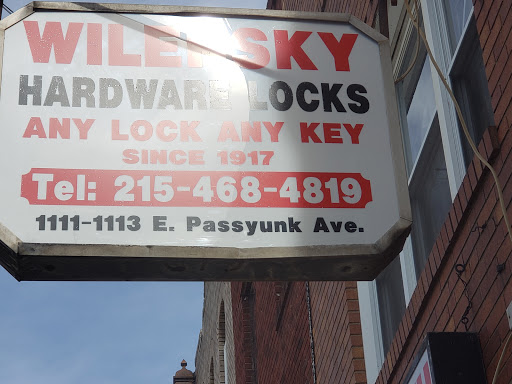 WILENSKY
HARDWARE LOCKS
ANY LOCK ANY KEY
SINCE 1917
Tel: 215-468-4819
1111-1113 E. Passyunk Ave.